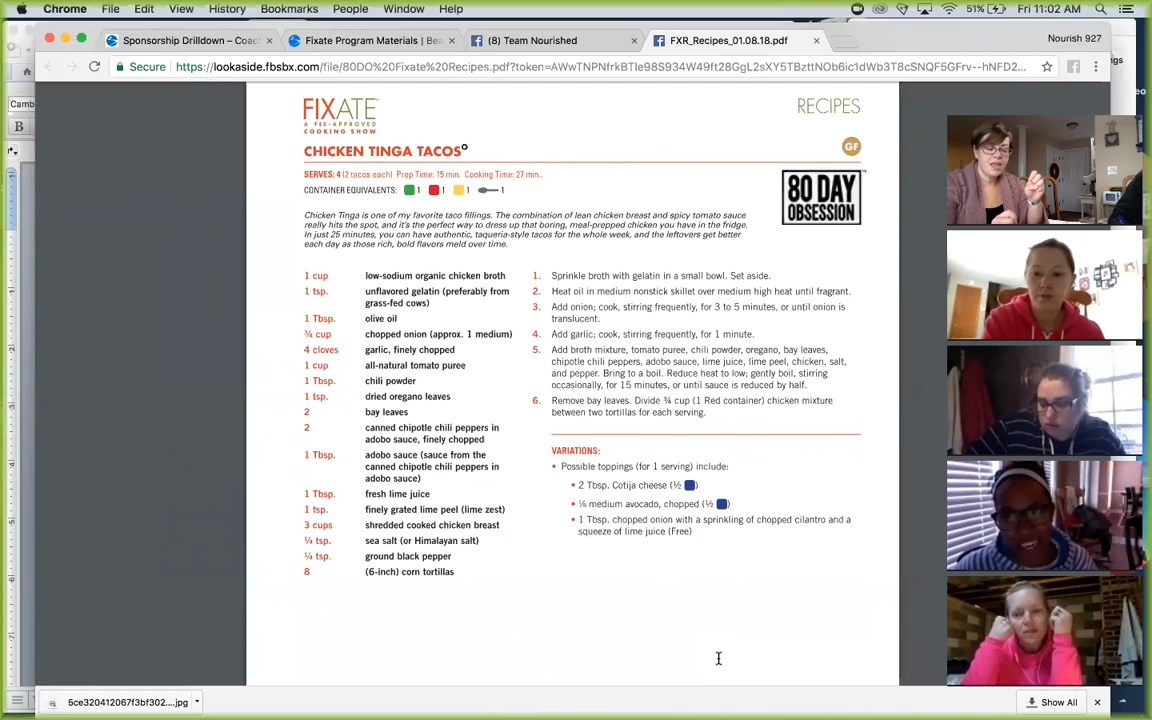 Chrome File Edit View History Bookmarks People Window Help 51% Fri 11:02 AM
Sponsorship Drilldown – Coac × Fixate Program Materials | Bea × (8) Team Nourished × FXR_Recipes_01.08.18.pdf × Nourish 927
Secure https://lookaside.fbsbx.com/file/80DO%20Fixate%20Recipes.pdf?token=
Camb
B
FIXATE
A FIX-APPROVED
COOKING SHOW
RECIPES
CHICKEN TINGA TACOS°
GF
SERVES: 4 (2 tacos each) Prep Time: 15 min. Cooking Time: 27 min..
CONTAINER EQUIVALENTS: 1 1 1 1
80 DAY
OBSESSION
Chicken Tinga is one of my favorite taco fillings. The combination of lean chicken breast and spicy tomato sauce
really hits the spot, and it's the perfect way to dress up that boring, meal-prepped chicken you have in the fridge.
In just 25 minutes, you can have authentic, taqueria-style tacos for the whole week, and the leftovers get better
each day as those rich, bold flavors meld over time.
1 cup low-sodium organic chicken broth
1 tsp. unflavored gelatin (preferably from
grass-fed cows)
1 Tbsp. olive oil
¾ cup chopped onion (approx. 1 medium)
4 cloves garlic, finely chopped
1 cup all-natural tomato puree
1 Tbsp. chili powder
1 tsp. dried oregano leaves
2 bay leaves
2 canned chipotle chili peppers in
adobo sauce, finely chopped
1 Tbsp. adobo sauce (sauce from the
canned chipotle chili peppers in
adobo sauce)
1 Tbsp. fresh lime juice
1 tsp. finely grated lime peel (lime zest)
3 cups shredded cooked chicken breast
¼ tsp. sea salt (or Himalayan salt)
¼ tsp. ground black pepper
8 (6-inch) corn tortillas
1. Sprinkle broth with gelatin in a small bowl. Set aside.
2. Heat oil in medium nonstick skillet over medium high heat until fragrant.
3. Add onion; cook, stirring frequently, for 3 to 5 minutes, or until onion is
translucent.
4. Add garlic; cook, stirring frequently, for 1 minute.
5. Add broth mixture, tomato puree, chili powder, oregano, bay leaves,
chipotle chili peppers, adobo sauce, lime juice, lime peel, chicken, salt,
and pepper. Bring to a boil. Reduce heat to low; gently boil, stirring
occasionally, for 15 minutes, or until sauce is reduced by half.
6. Remove bay leaves. Divide ¾ cup (1 Red container) chicken mixture
between two tortillas for each serving.
VARIATIONS:
• Possible toppings (for 1 serving) include:
• 2 Tbsp. Cotija cheese (½ )
• ⅛ medium avocado, chopped (½ )
• 1 Tbsp. chopped onion with a sprinkling of chopped cilantro and a
squeeze of lime juice (Free)
5ce320412067f3bf302....jpg
Show All ×